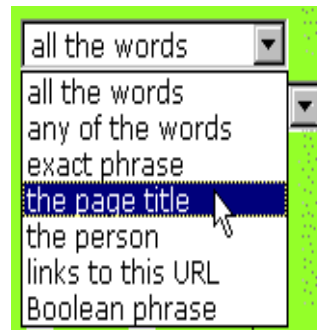 all the words
all the words
any of the words
exact phrase
the page title
the person
links to this URL
Boolean phrase